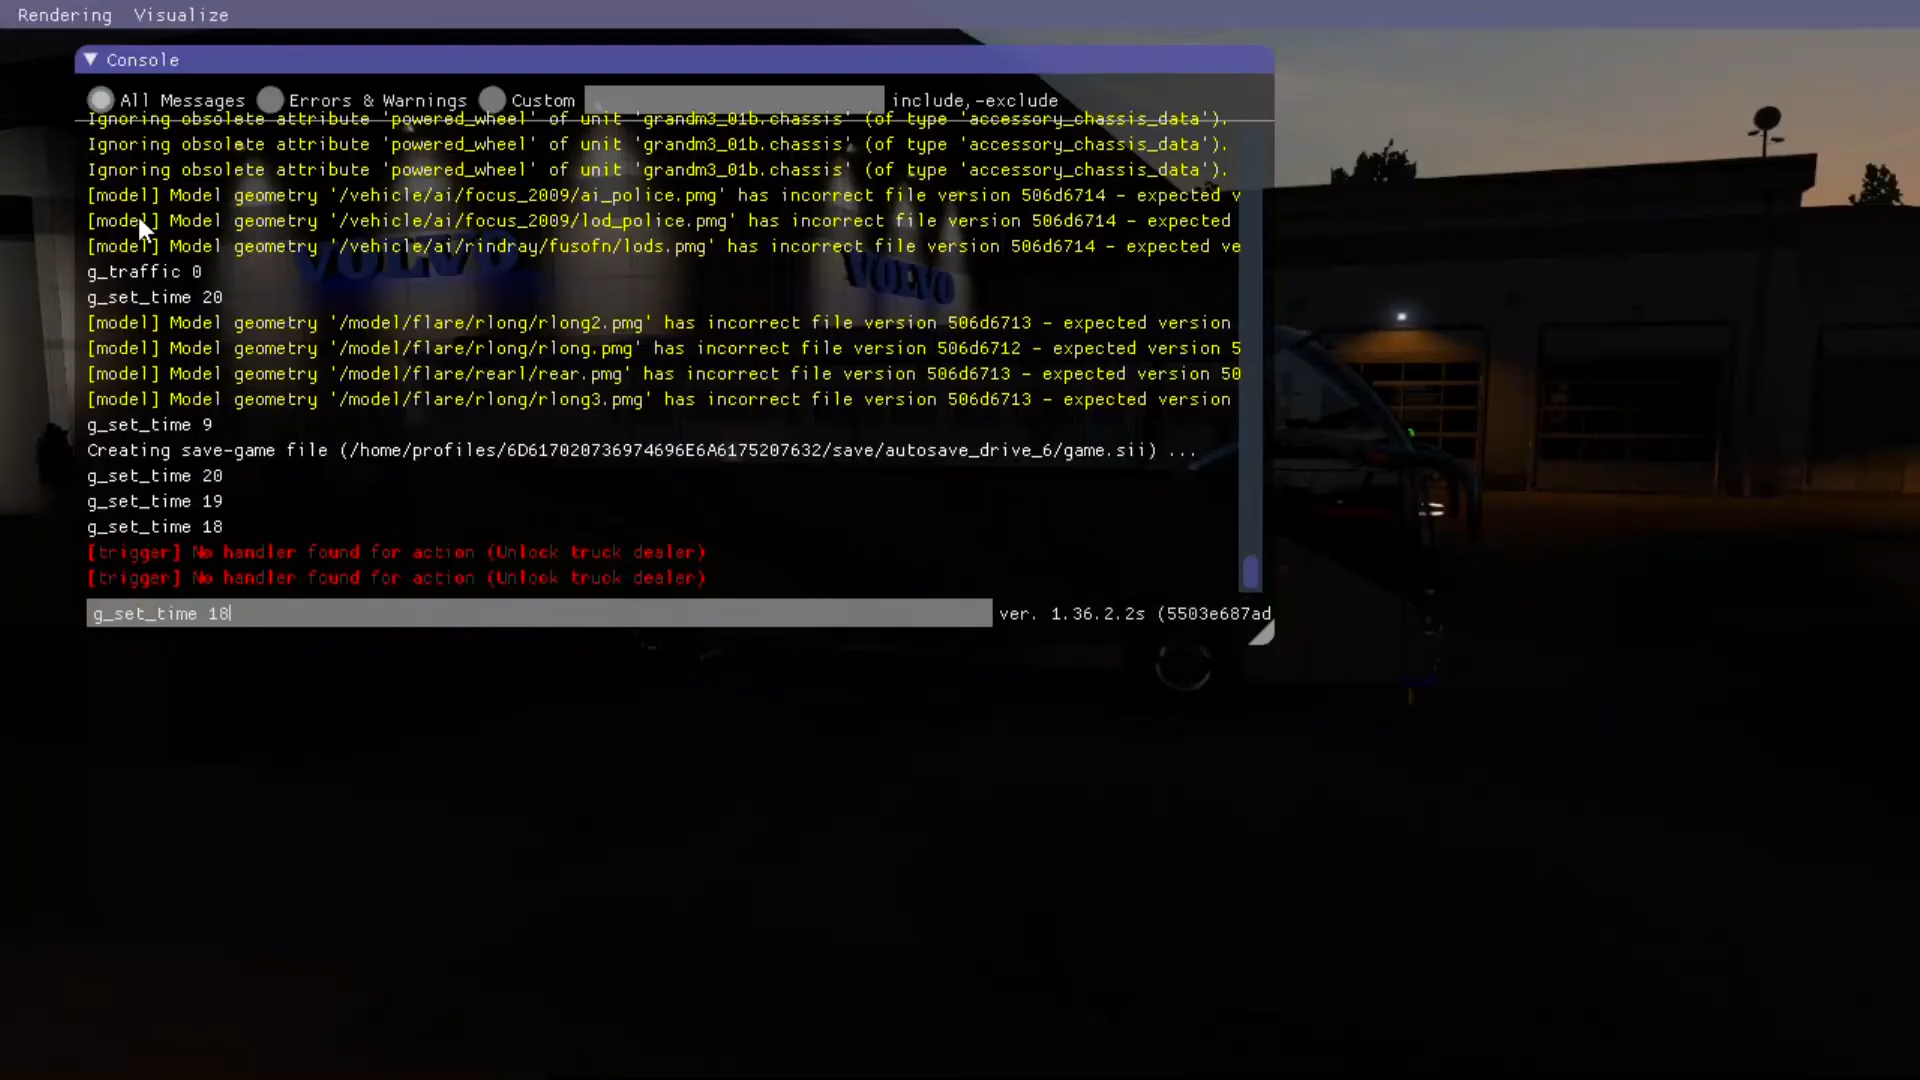 Rendering Visualize
Console
All Messages Errors & Warnings Custom include,-exclude
Ignoring obsolete attribute 'powered_wheel' of unit 'grandm3_01b.chassis' (of type 'accessory_chassis_data').
Ignoring obsolete attribute 'powered_wheel' of unit 'grandm3_01b.chassis' (of type 'accessory_chassis_data').
Ignoring obsolete attribute 'powered_wheel' of unit 'grandm3_01b.chassis' (of type 'accessory_chassis_data').
[model] Model geometry '/vehicle/ai/focus_2009/ai_police.pmg' has incorrect file version 506d6714 - expected v
[model] Model geometry '/vehicle/ai/focus_2009/lod_police.pmg' has incorrect file version 506d6714 - expected
[model] Model geometry '/vehicle/ai/rindray/fusofn/lods.pmg' has incorrect file version 506d6714 - expected ve
g_traffic 0
g_set_time 20
[model] Model geometry '/model/flare/rlong/rlong2.pmg' has incorrect file version 506d6713 - expected version
[model] Model geometry '/model/flare/rlong/rlong.pmg' has incorrect file version 506d6712 - expected version 5
[model] Model geometry '/model/flare/rearl/rear.pmg' has incorrect file version 506d6713 - expected version 50
[model] Model geometry '/model/flare/rlong/rlong3.pmg' has incorrect file version 506d6713 - expected version
g_set_time 9
Creating save-game file (/home/profiles/6D617020736974696E6A6175207632/save/autosave_drive_6/game.sii) ...
g_set_time 20
g_set_time 19
g_set_time 18
[trigger] No handler found for action (Unlock truck dealer)
[trigger] No handler found for action (Unlock truck dealer)
g_set_time 18
ver. 1.36.2.2s (5503e687ad
VOLVO
VOLVO